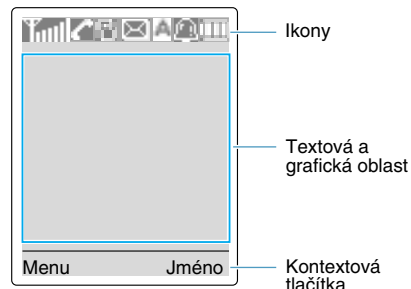 Ikony
Textová a
grafická oblast
Menu Jméno
Kontextová
tlačítka